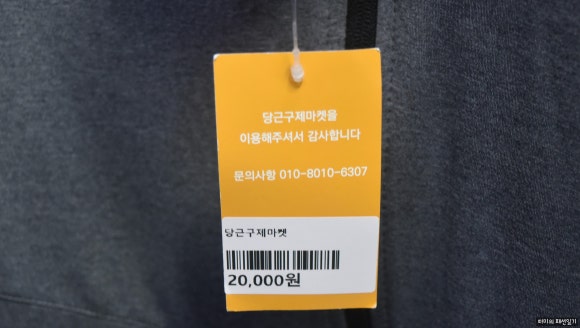 당근구제마켓을
이용해주셔서 감사합니다
문의사항 010-8010-6307
당근구제마켓
20,000원